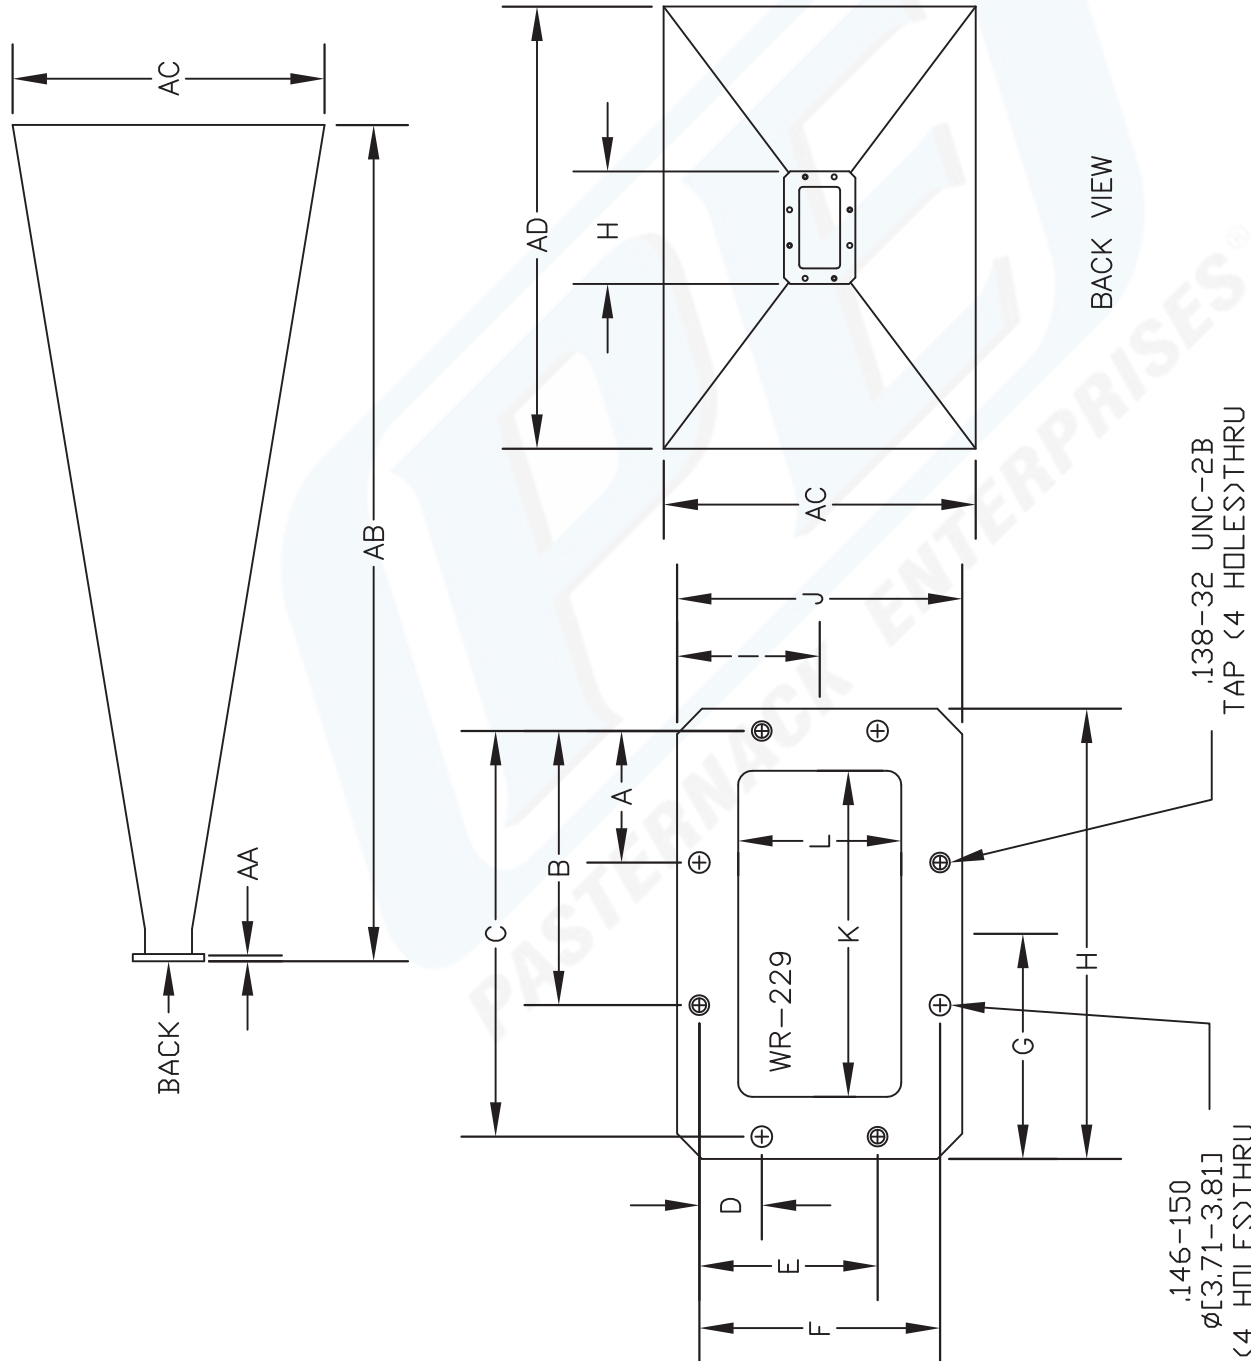 AC
AB
AA
BACK
AD
H
AC
BACK VIEW
J
A
B
C
L
K
WR-229
G
H
D
E
F
.138-32 UNC-2B
TAP (4 HOLES)THRU
.146-150
Ø[3.71-3.81]
(4 HOLES)THRU
PASTERNACK ENTERPRISES®